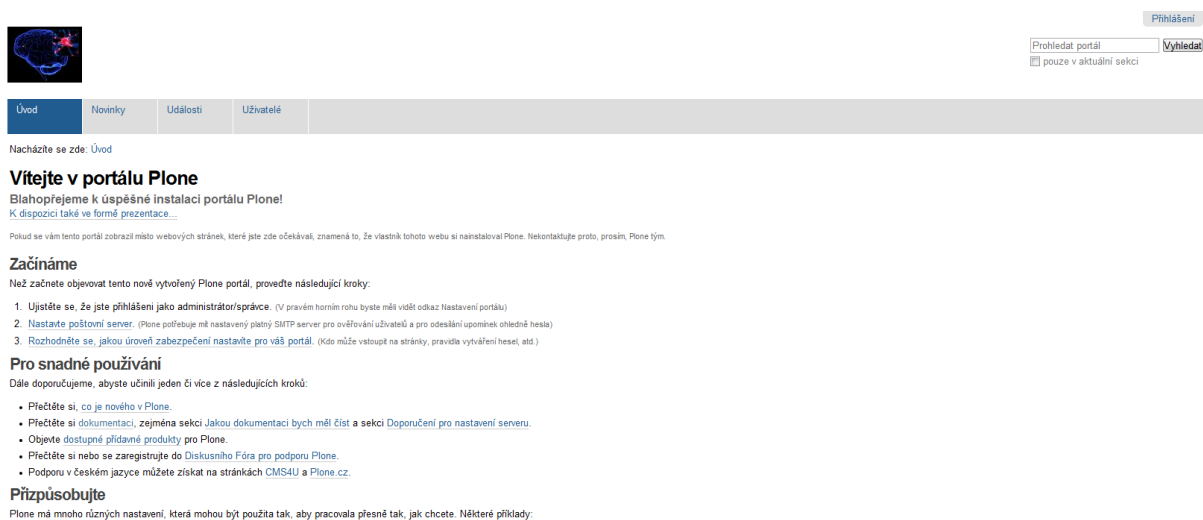 Přihlášení
Prohledat portál Vyhledat
pouze v aktuální sekci
Úvod Novinky Události Uživatelé
Nacházíte se zde: Úvod
Vítejte v portálu Plone
Blahopřejeme k úspěšné instalaci portálu Plone!
K dispozici také ve formě prezentace...
Pokud se vám tento portál zobrazil místo webových stránek, které jste zde očekávali, znamená to, že vlastník tohoto webu si nainstaloval Plone. Nekontaktujte proto, prosím, Plone tým.
Začínáme
Než začnete objevovat tento nově vytvořený Plone portál, proveďte následující kroky:
1. Ujistěte se, že jste přihlášeni jako administrátor/správce. (V pravém horním rohu byste měli vidět odkaz Nastavení portálu)
2. Nastavte poštovní server. (Plone potřebuje mít nastavený platný SMTP server pro ověřování uživatelů a pro odesílání upomínek ohledně hesla)
3. Rozhodněte se, jakou úroveň zabezpečení nastavíte pro váš portál. (Kdo může vstoupit na stránky, pravidla vytváření hesel, atd.)
Pro snadné používání
Dále doporučujeme, abyste učinili jeden či více z následujících kroků:
• Přečtěte si, co je nového v Plone.
• Přečtěte si dokumentaci, zejména sekci Jakou dokumentaci bych měl číst a sekci Doporučení pro nastavení serveru.
• Objevte dostupné přídavné produkty pro Plone.
• Přečtěte si nebo se zaregistrujte do Diskusního Fóra pro podporu Plone.
• Podporu v českém jazyce můžete získat na stránkách CMS4U a Plone.cz.
Přizpůsobujte
Plone má mnoho různých nastavení, která mohou být použita tak, aby pracovala přesně tak, jak chcete. Některé příklady: